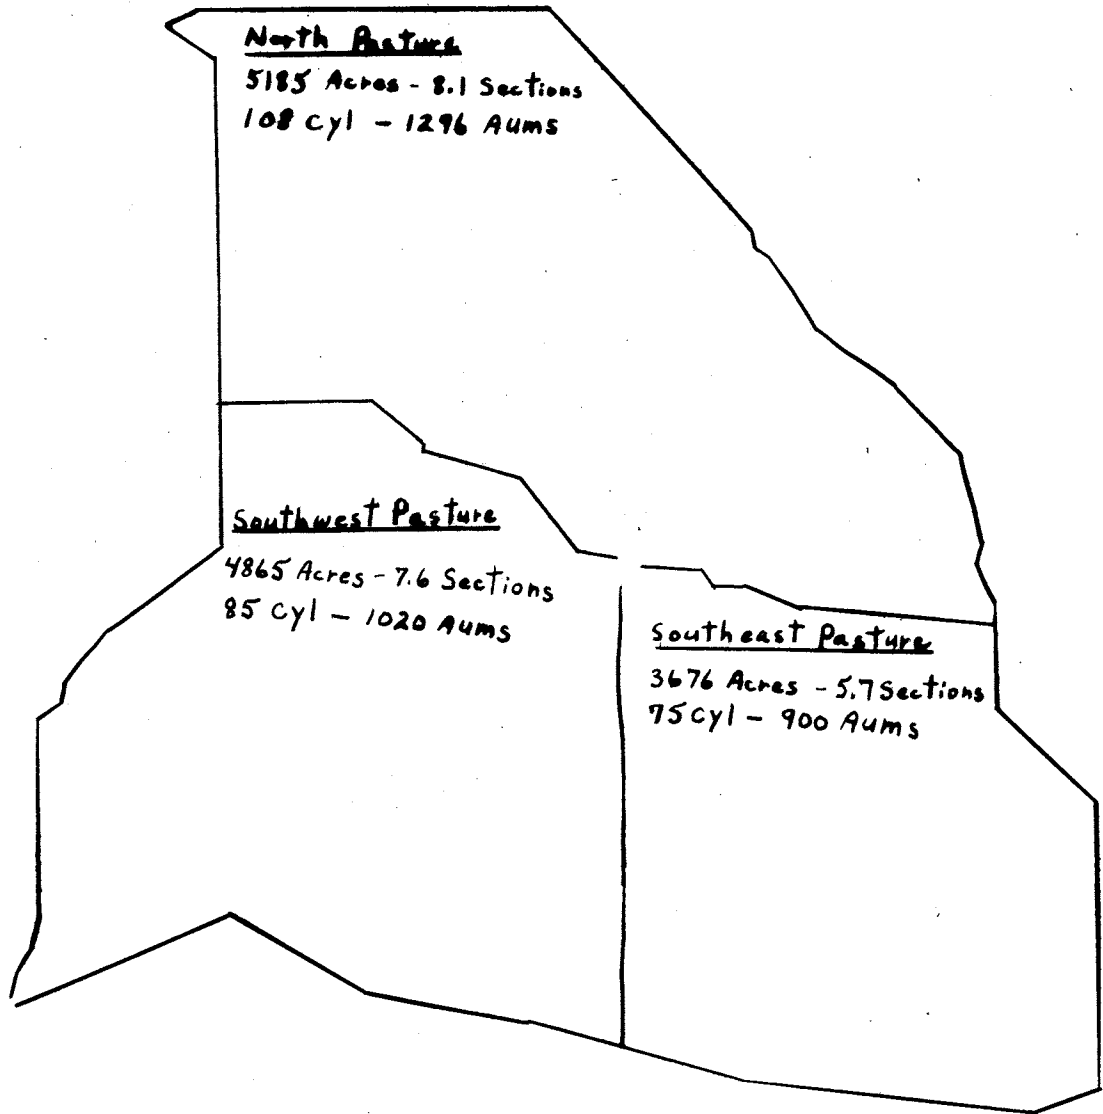 North Pasture
5185 Acres - 8.1 Sections
108 Cyl - 1296 Aums
Southwest Pasture
4865 Acres - 7.6 Sections
85 Cyl - 1020 Aums
Southeast Pasture
3676 Acres - 5.7 Sections
75 Cyl - 900 Aums